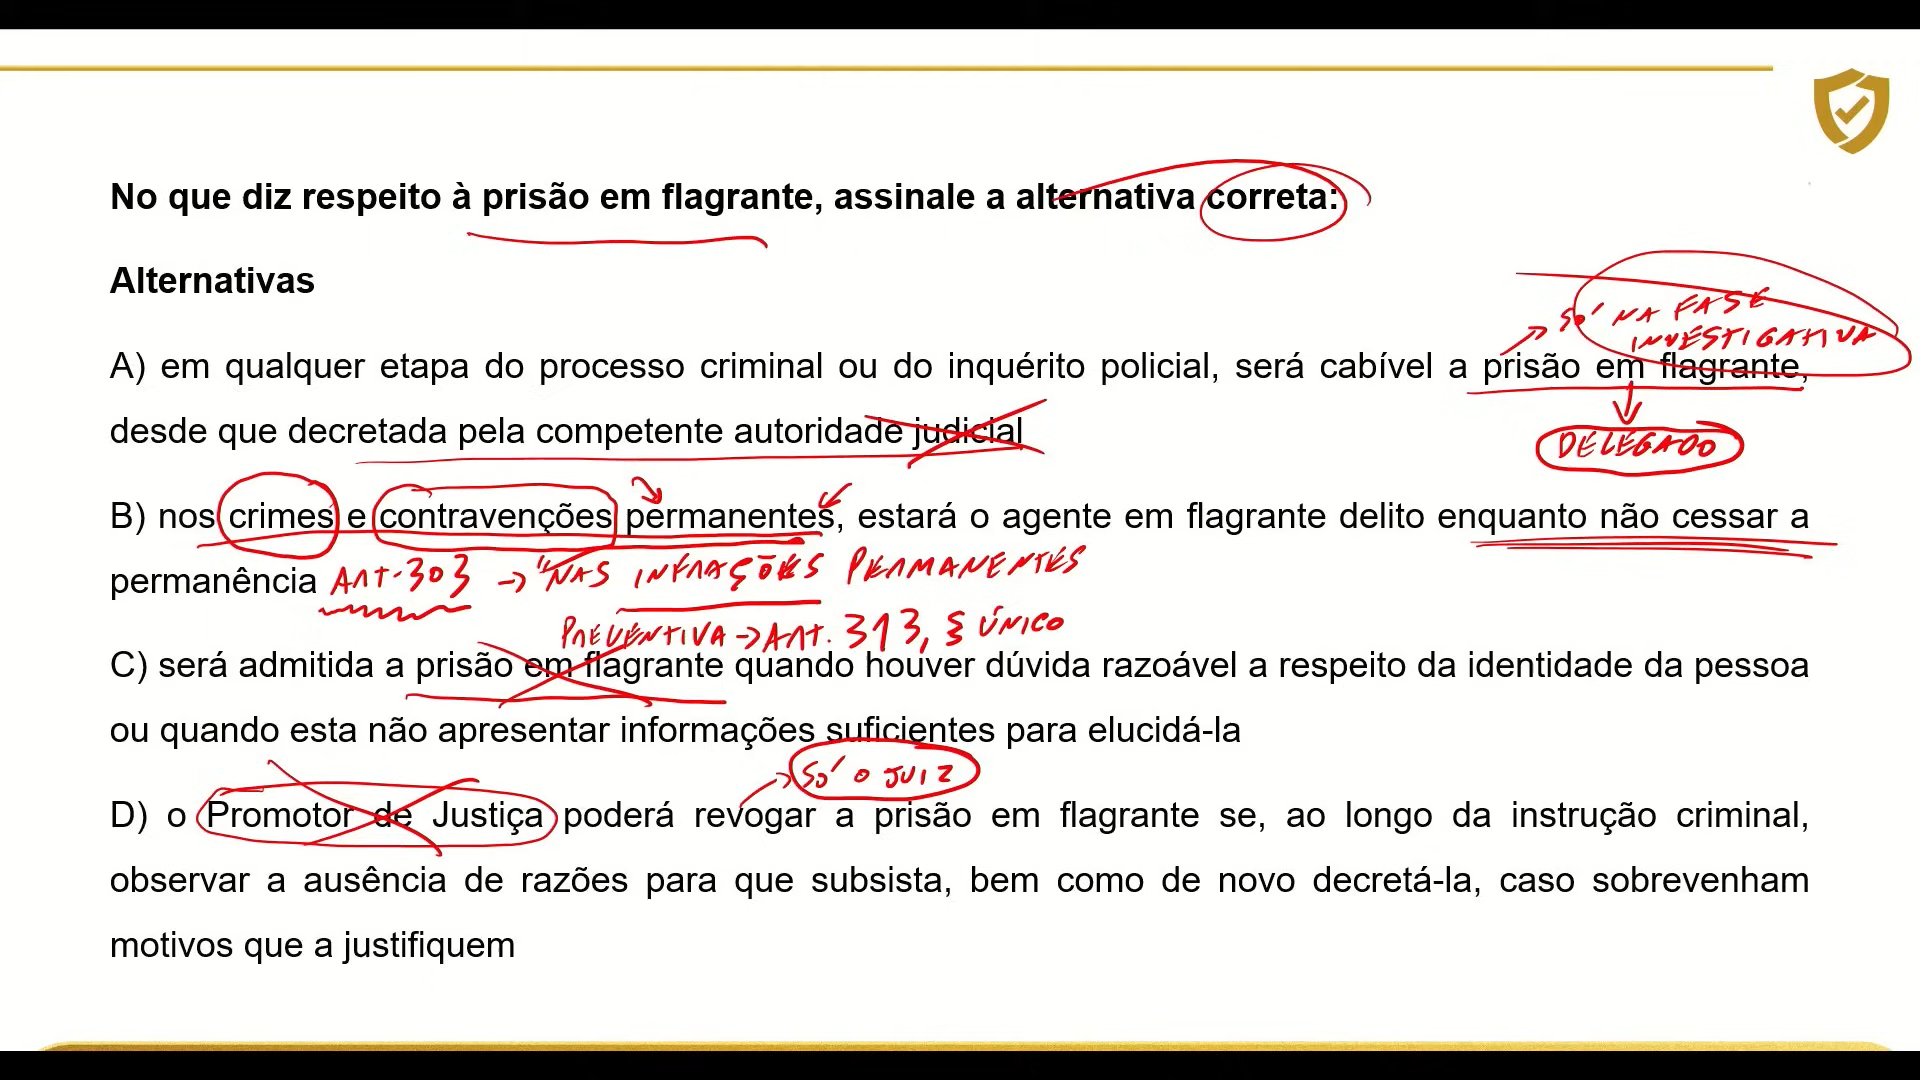 No que diz respeito à prisão em flagrante, assinale a alternativa correta:
Alternativas
SÓ NA FASE
INVESTIGATIVA
A) em qualquer etapa do processo criminal ou do inquérito policial, será cabível a prisão em flagrante,
desde que decretada pela competente autoridade judicial
DELEGADO
B) nos crimes e contravenções permanentes, estará o agente em flagrante delito enquanto não cessar a
permanência ART. 303 → "NAS INFRAÇÕES PERMANENTES
PREVENTIVA → ART. 313, § ÚNICO
C) será admitida a prisão em flagrante quando houver dúvida razoável a respeito da identidade da pessoa
ou quando esta não apresentar informações suficientes para elucidá-la
SÓ O JUIZ
D) o Promotor de Justiça poderá revogar a prisão em flagrante se, ao longo da instrução criminal,
observar a ausência de razões para que subsista, bem como de novo decretá-la, caso sobrevenham
motivos que a justifiquem